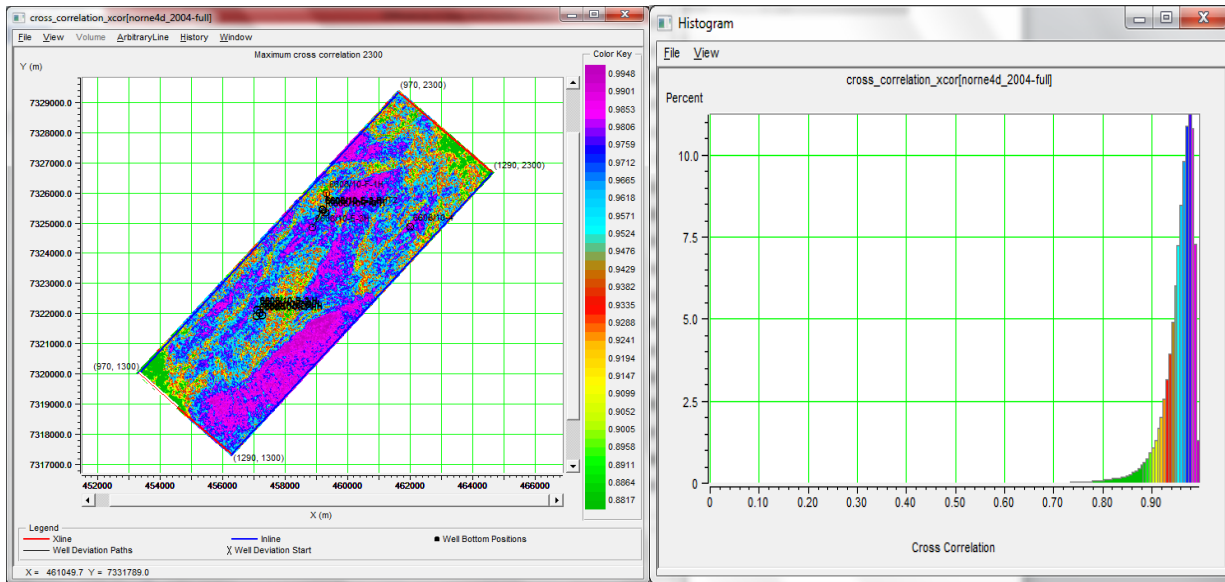 cross_correlation_xcor[norne4d_2004-full]
File View Volume ArbitraryLine History Window
Maximum cross correlation 2300
Y (m)
7329000.0
7328000.0
7327000.0
7326000.0
7325000.0
7324000.0
7323000.0
7322000.0
7320000.0
7319000.0
7318000.0
7317000.0
(970, 2300)
(1290, 2300)
(970, 1300)
(1290, 1300)
452000 454000 456000 458000 460000 462000 464000 466000
X (m)
Color Key
0.9948
0.9901
0.9853
0.9806
0.9759
0.9712
0.9665
0.9618
0.9571
0.9524
0.9476
0.9429
0.9382
0.9335
0.9288
0.9241
0.9194
0.9147
0.9099
0.9052
0.9005
0.8958
0.8911
0.8864
0.8817
Legend
Xline Inline Well Bottom Positions
Well Deviation Paths Well Deviation Start
X = 461049.7 Y = 7331789.0
Histogram
File View
cross_correlation_xcor[norne4d_2004-full]
Percent
10.0
7.5
5.0
2.5
0
0 0.10 0.20 0.30 0.40 0.50 0.60 0.70 0.80 0.90
Cross Correlation